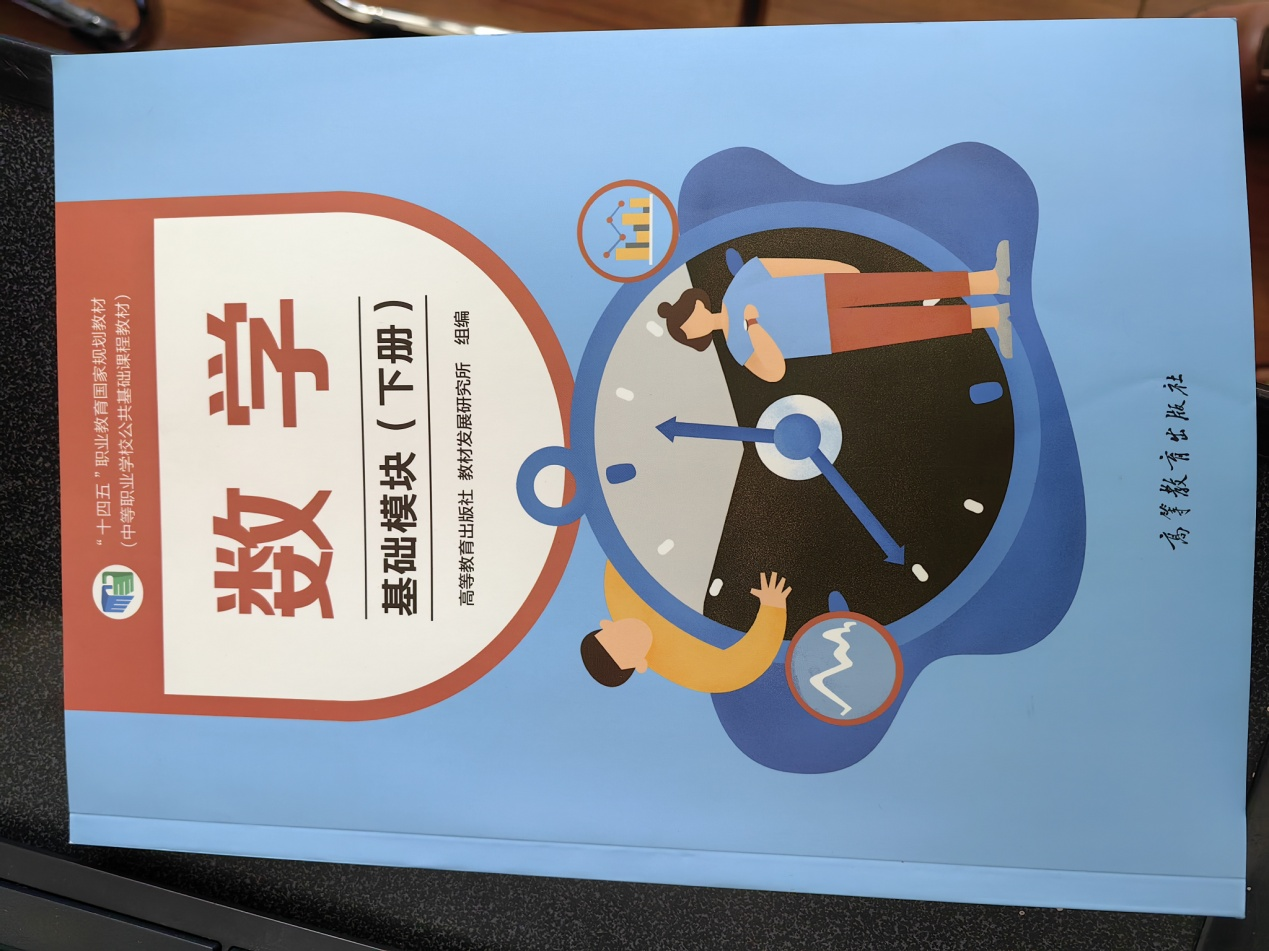 “十四五”职业教育国家规划教材
(中等职业学校公共基础课程教材)
数 学
基础模块(下册)
高等教育出版社 教材发展研究所 组编
高等教育出版社